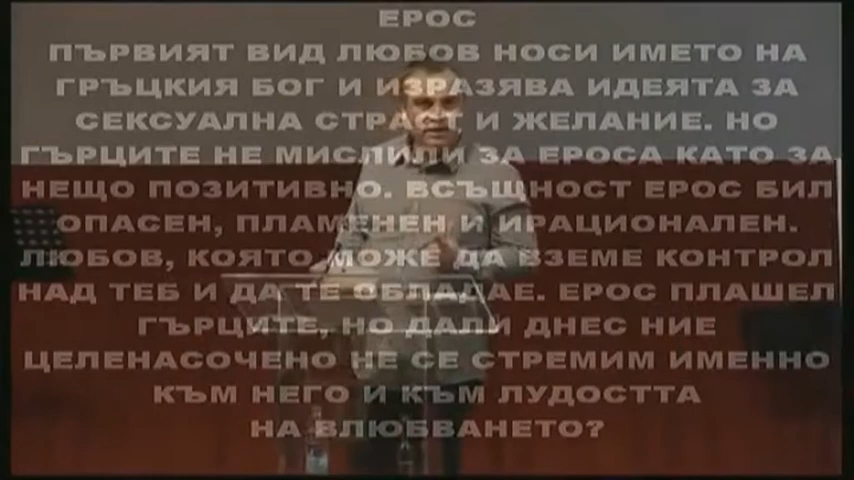 ЕРОС
ПЪРВИЯТ ВИД ЛЮБОВ НОСИ ИМЕТО НА
ГРЪЦКИЯ БОГ И ИЗРАЗЯВА ИДЕЯТА ЗА
СЕКСУАЛНА СТРАСТ И ЖЕЛАНИЕ. НО
ГЪРЦИТЕ НЕ МИСЛИЛИ ЗА ЕРОСА КАТО ЗА
НЕЩО ПОЗИТИВНО. ВСЪЩНОСТ ЕРОС БИЛ
ОПАСЕН, ПЛАМЕНЕН И ИРАЦИОНАЛЕН.
ЛЮБОВ, КОЯТО МОЖЕ ДА ВЗЕМЕ КОНТРОЛ
НАД ТЕБ И ДА ТЕ ОБЛАДАЕ. ЕРОС ПЛАШЕЛ
ГЪРЦИТЕ, НО ДАЛИ ДНЕС НИЕ
ЦЕЛЕНАСОЧЕНО НЕ СЕ СТРЕМИМ ИМЕННО
КЪМ НЕГО И КЪМ ЛУДОСТТА
НА ВЛЮБВАНЕТО?